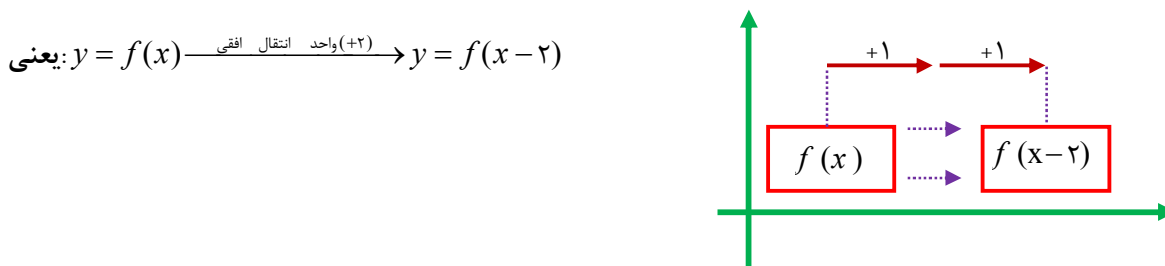 یعنی: y = f(x) —(+۲) واحد انتقال افقی→ y = f(x − ۲)
+۱ +۱
f (x) f (x − ۲)